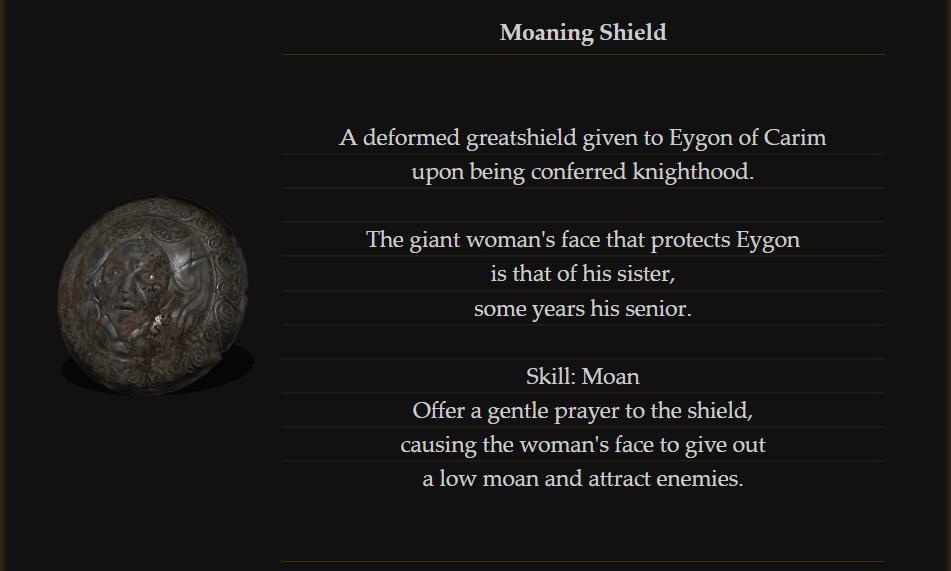 Moaning Shield
A deformed greatshield given to Eygon of Carim
upon being conferred knighthood.
The giant woman's face that protects Eygon
is that of his sister,
some years his senior.
Skill: Moan
Offer a gentle prayer to the shield,
causing the woman's face to give out
a low moan and attract enemies.